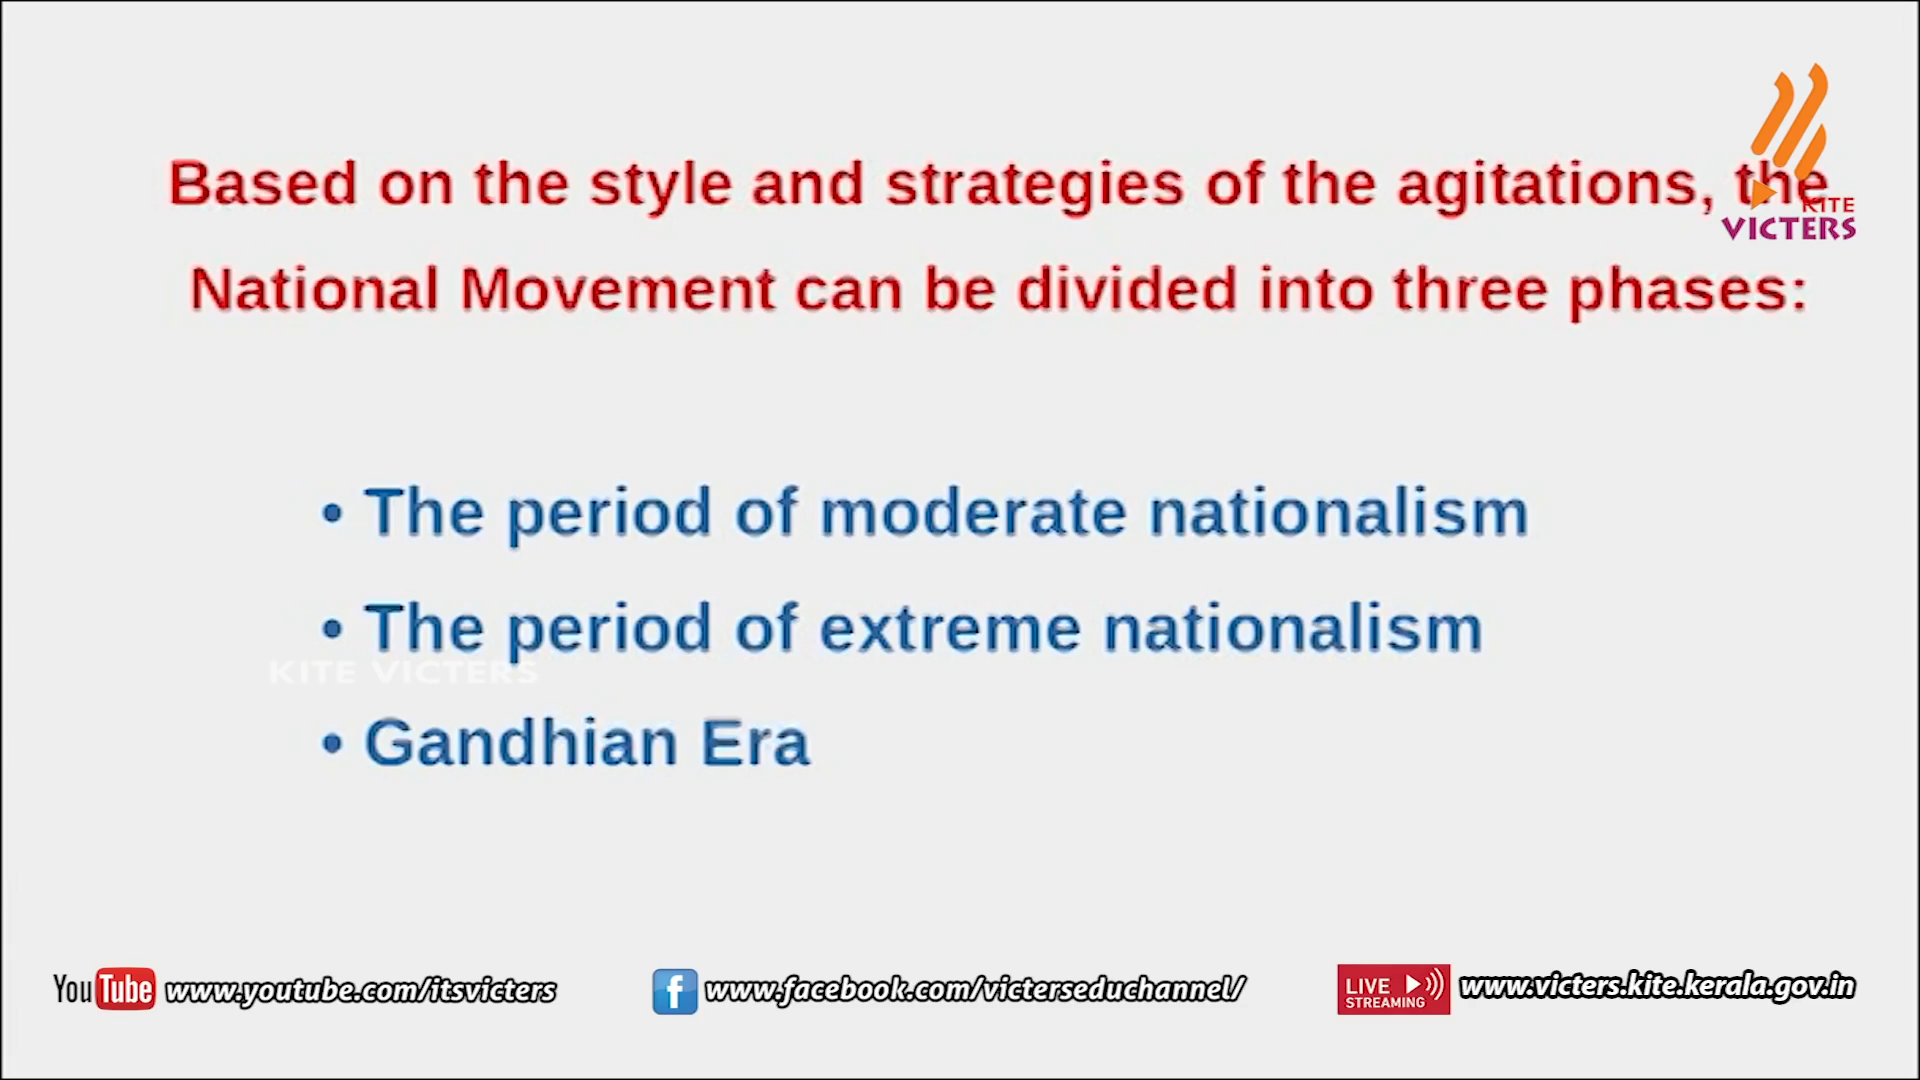 Based on the style and strategies of the agitations, the
KITE
VICTERS
National Movement can be divided into three phases:
• The period of moderate nationalism
• The period of extreme nationalism
KITE VICTERS
• Gandhian Era
YouTube www.youtube.com/itsvicters
f www.facebook.com/victerseduchannel/
LIVE STREAMING www.victers.kite.kerala.gov.in